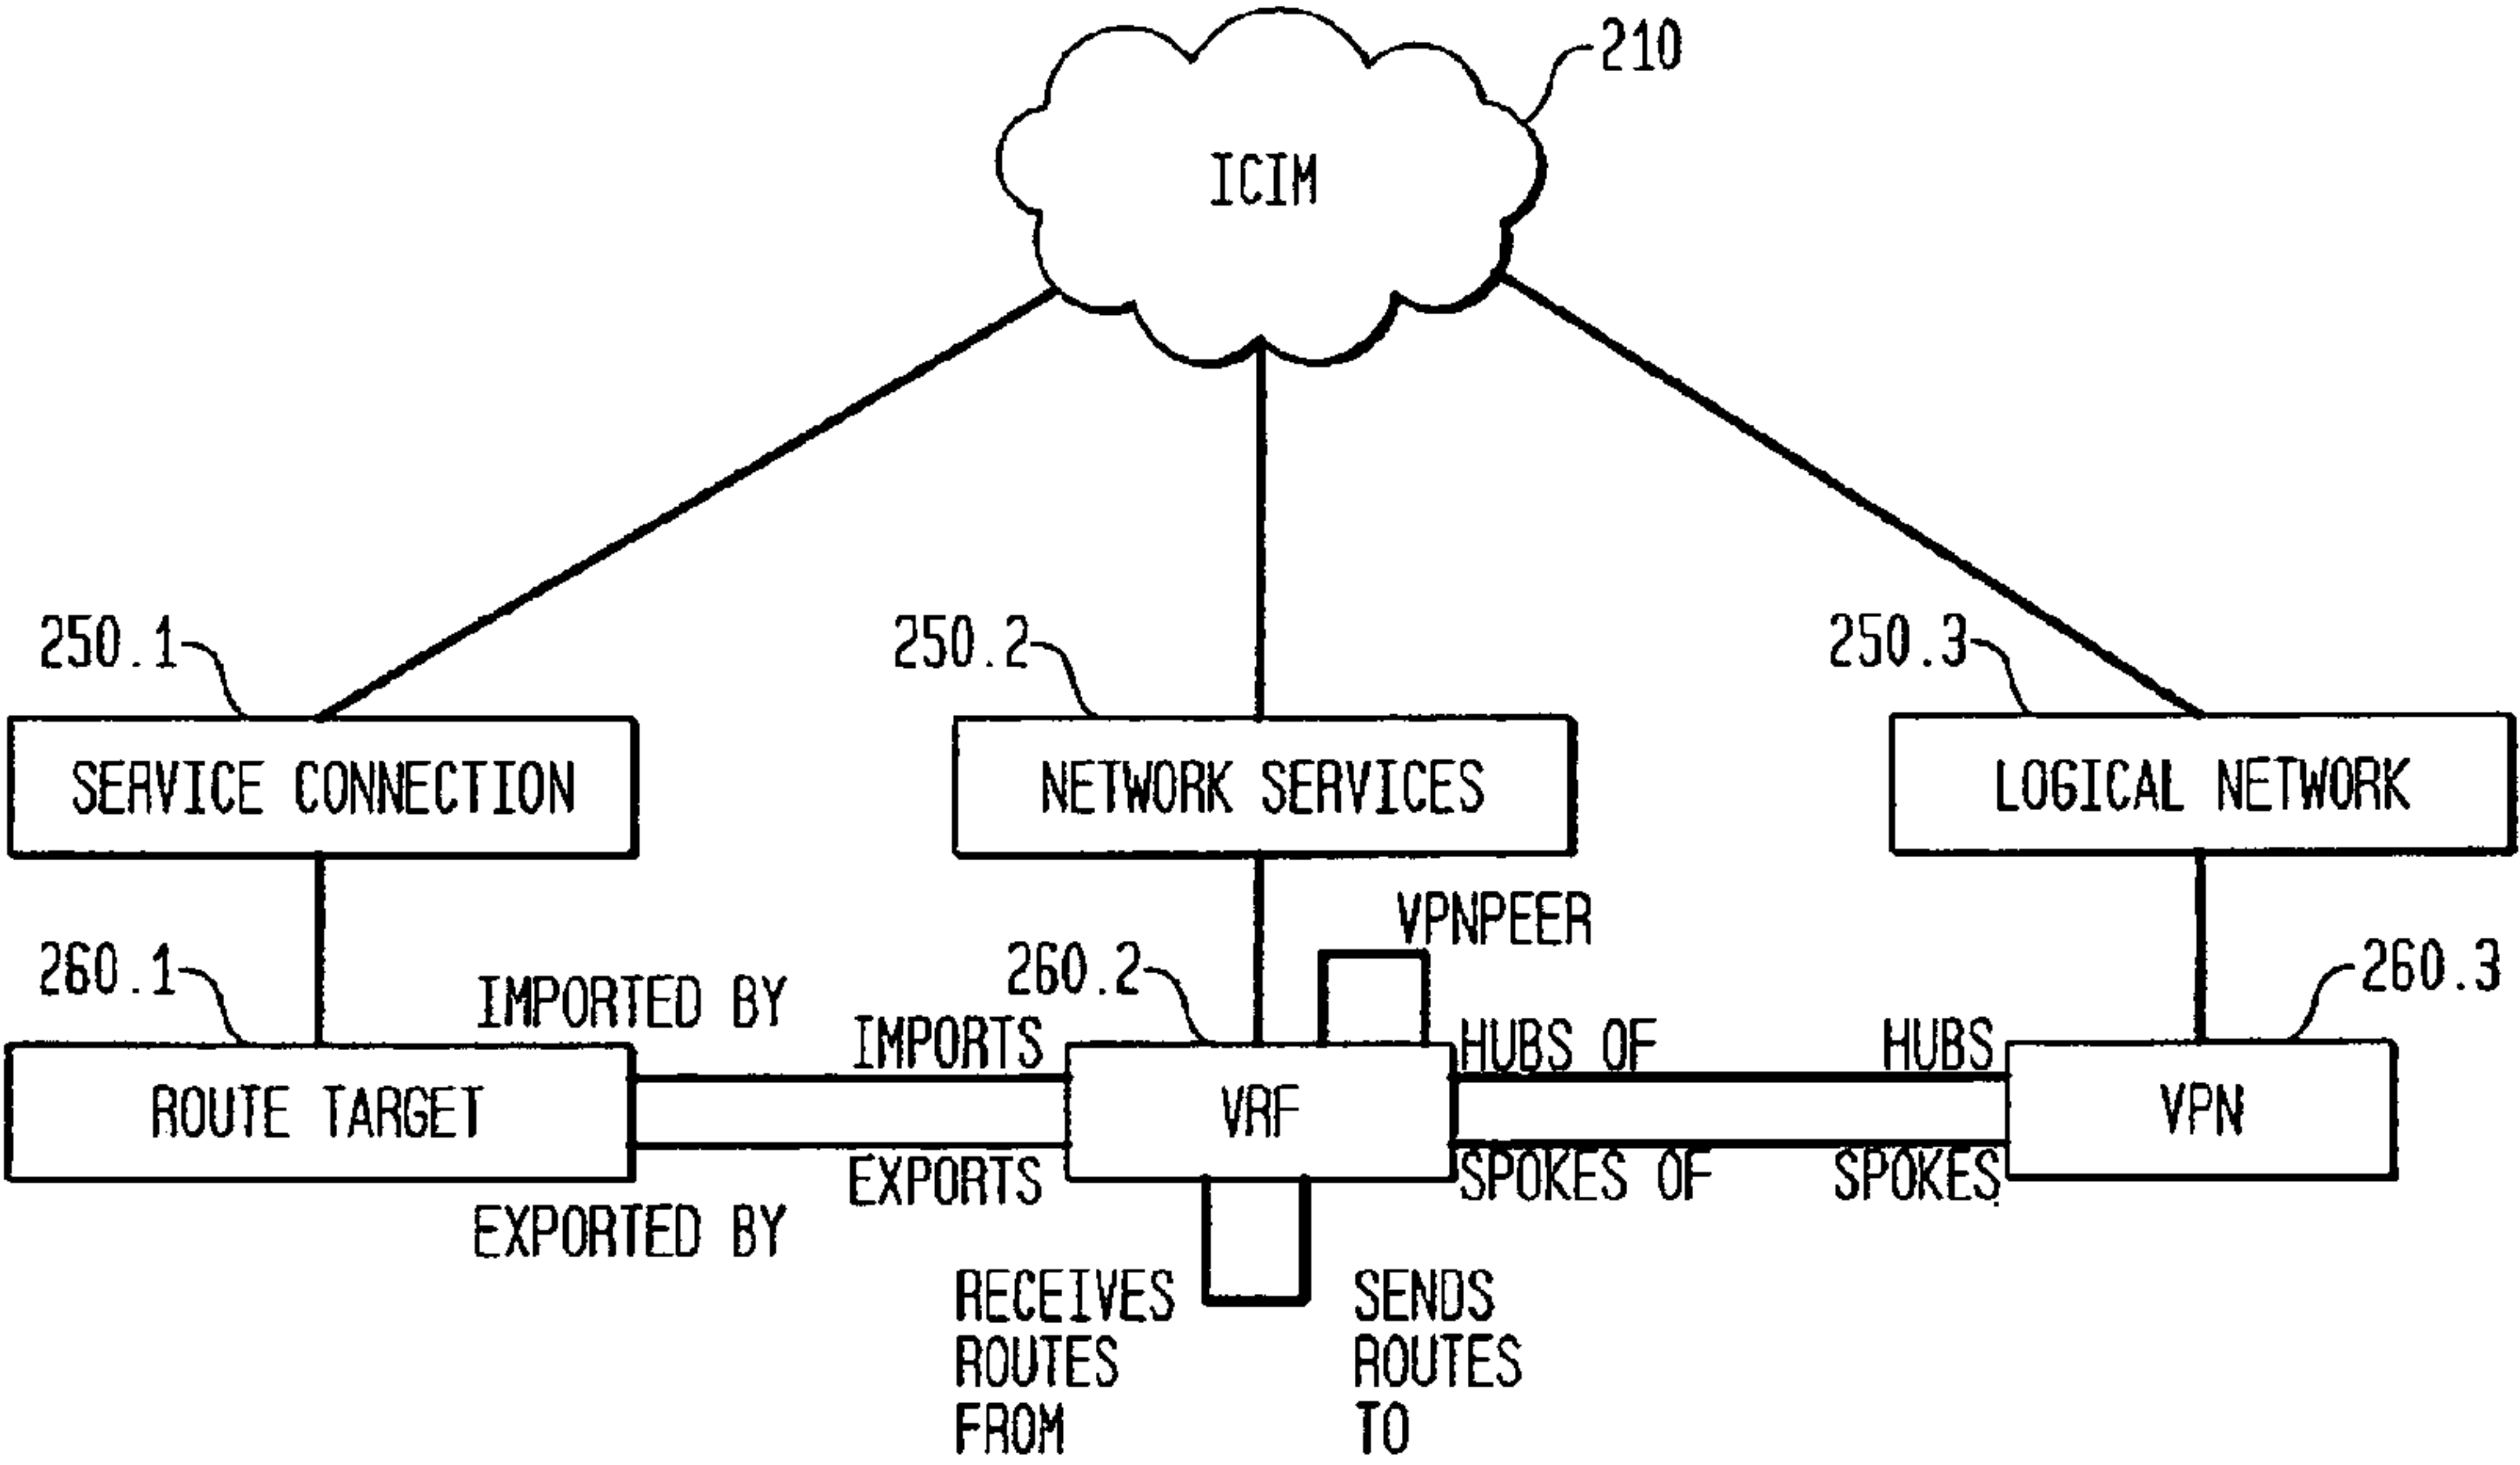 210
ICIM
250.1
250.2
250.3
SERVICE CONNECTION
NETWORK SERVICES
LOGICAL NETWORK
VPNPEER
260.1
260.2
260.3
IMPORTED BY
IMPORTS
HUBS OF
HUBS
ROUTE TARGET
VRF
VPN
EXPORTS
SPOKES OF
SPOKES
EXPORTED BY
RECEIVES
ROUTES
FROM
SENDS
ROUTES
TO